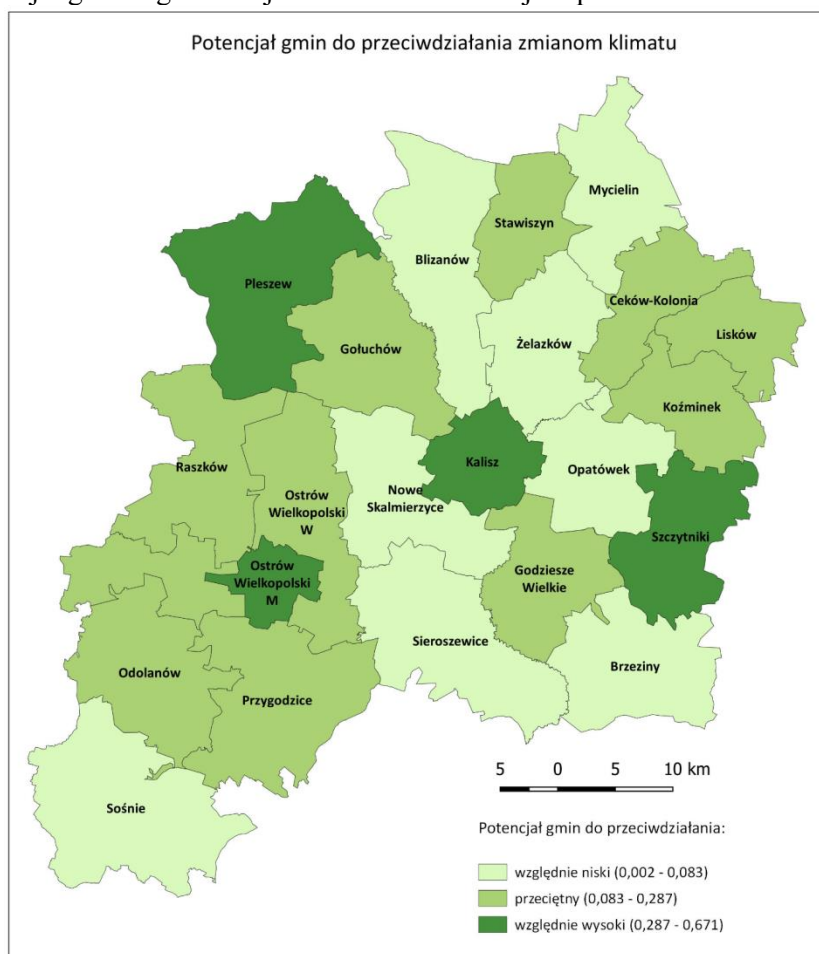 Potencjał gmin do przeciwdziałania zmianom klimatu
Mycielin
Stawiszyn
Blizanów
Pleszew
Ceków-Kolonia
Lisków
Żelazków
Gołuchów
Koźminek
Kalisz
Opatówek
Raszków
Nowe
Skalmierzyce
Ostrów
Wielkopolski
W
Szczytniki
Ostrów
Wielkopolski
M
Godziesze
Wielkie
Sieroszewice
Brzeziny
Odolanów
Przygodzice
Sośnie
5 0 5 10 km
Potencjał gmin do przeciwdziałania:
względnie niski (0,002 - 0,083)
przeciętny (0,083 - 0,287)
względnie wysoki (0,287 - 0,671)